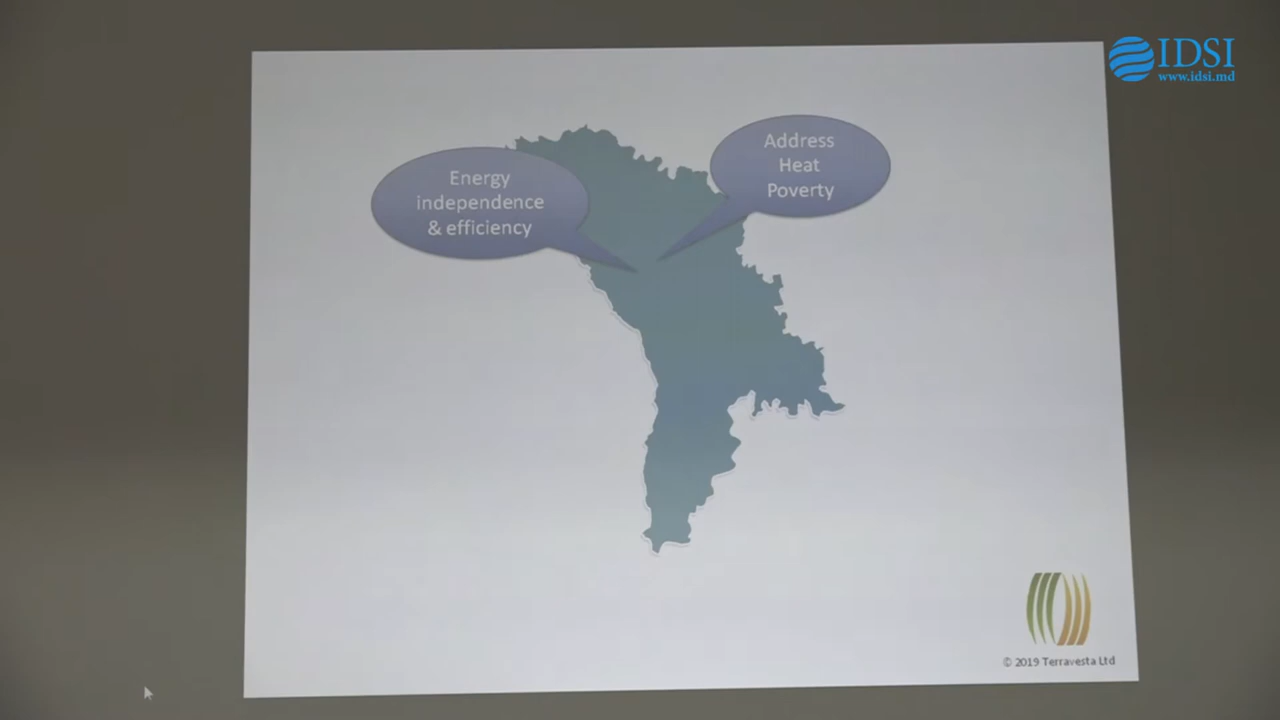 IDSI
www.idsi.md
Energy
independence
& efficiency
Address
Heat
Poverty
© 2019 Terravesta Ltd